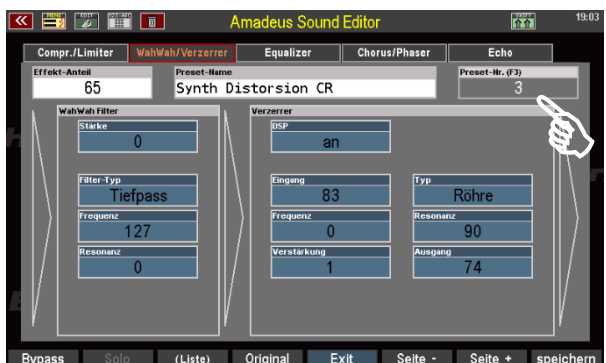 MENU EDIT Amadeus Sound Editor 19:03
Compr./Limiter WahWah/Verzerrer Equalizer Chorus/Phaser Echo
Effekt-Anteil Preset-Name Preset-Nr. (F3)
65 Synth Distorsion CR 3
WahWah Filter Verzerrer
Stärke DSP
0 an
Filter-Typ Eingang Typ
Tiefpass 83 Röhre
Frequenz Frequenz Resonanz
127 0 90
Resonanz Verstärkung Ausgang
0 1 74
Bypass Solo (Liste) Original Exit Seite - Seite + speichern